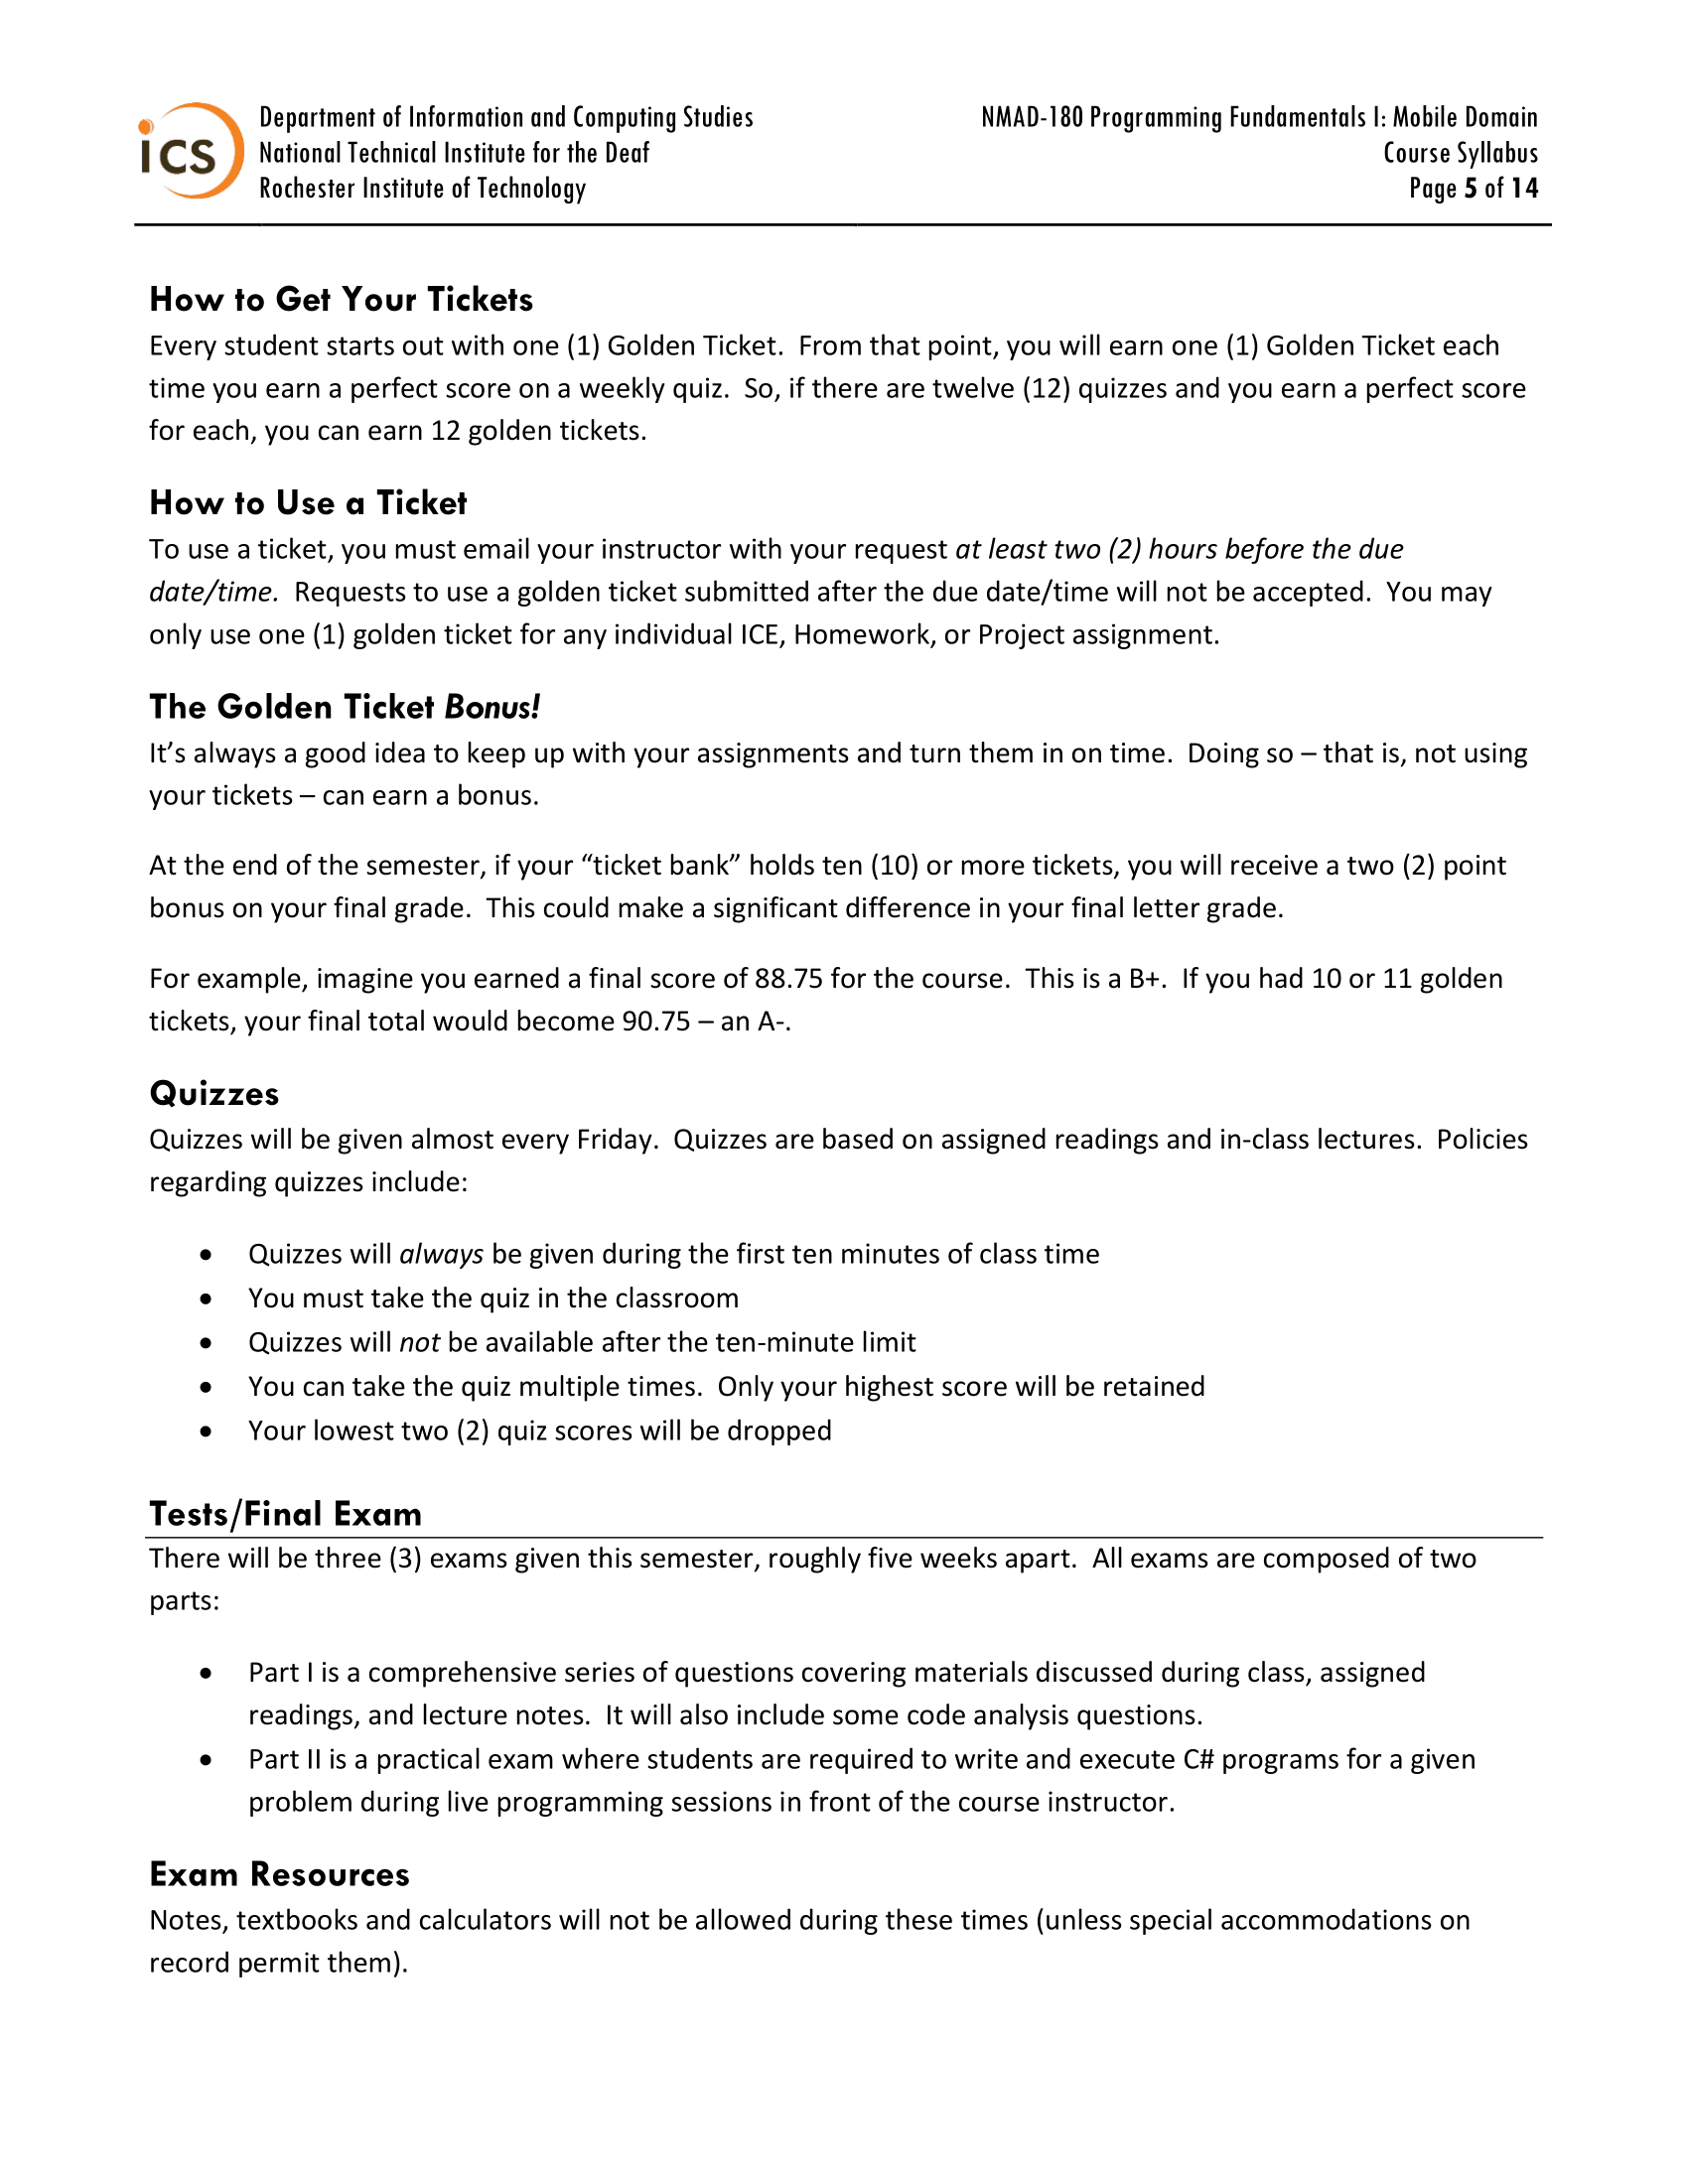 ics
Department of Information and Computing Studies
National Technical Institute for the Deaf
Rochester Institute of Technology
NMAD-180 Programming Fundamentals I: Mobile Domain
Course Syllabus
Page 5 of 14
How to Get Your Tickets
Every student starts out with one (1) Golden Ticket.  From that point, you will earn one (1) Golden Ticket each
time you earn a perfect score on a weekly quiz.  So, if there are twelve (12) quizzes and you earn a perfect score
for each, you can earn 12 golden tickets.
How to Use a Ticket
To use a ticket, you must email your instructor with your request at least two (2) hours before the due
date/time.  Requests to use a golden ticket submitted after the due date/time will not be accepted.  You may
only use one (1) golden ticket for any individual ICE, Homework, or Project assignment.
The Golden Ticket Bonus!
It’s always a good idea to keep up with your assignments and turn them in on time.  Doing so – that is, not using
your tickets – can earn a bonus.
At the end of the semester, if your “ticket bank” holds ten (10) or more tickets, you will receive a two (2) point
bonus on your final grade.  This could make a significant difference in your final letter grade.
For example, imagine you earned a final score of 88.75 for the course.  This is a B+.  If you had 10 or 11 golden
tickets, your final total would become 90.75 – an A-.
Quizzes
Quizzes will be given almost every Friday.  Quizzes are based on assigned readings and in-class lectures.  Policies
regarding quizzes include:
• Quizzes will always be given during the first ten minutes of class time
• You must take the quiz in the classroom
• Quizzes will not be available after the ten-minute limit
• You can take the quiz multiple times.  Only your highest score will be retained
• Your lowest two (2) quiz scores will be dropped
Tests/Final Exam
There will be three (3) exams given this semester, roughly five weeks apart.  All exams are composed of two
parts:
• Part I is a comprehensive series of questions covering materials discussed during class, assigned
readings, and lecture notes.  It will also include some code analysis questions.
• Part II is a practical exam where students are required to write and execute C# programs for a given
problem during live programming sessions in front of the course instructor.
Exam Resources
Notes, textbooks and calculators will not be allowed during these times (unless special accommodations on
record permit them).